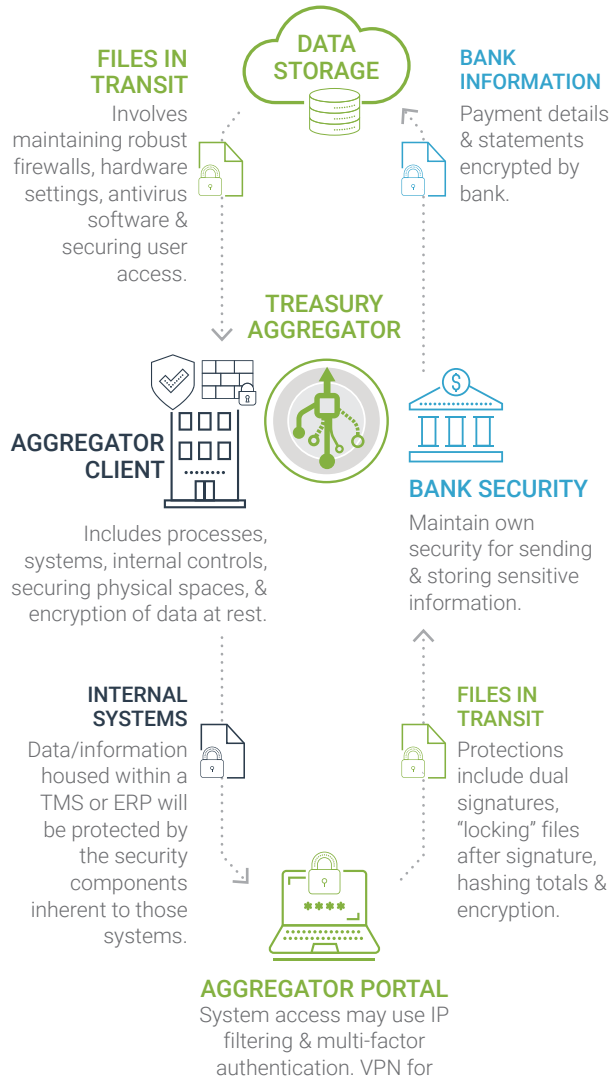 DATA
STORAGE
FILES IN
TRANSIT
Involves
maintaining robust
firewalls, hardware
settings, antivirus
software &
securing user
access.
BANK
INFORMATION
Payment details
& statements
encrypted by
bank.
TREASURY
AGGREGATOR
AGGREGATOR
CLIENT
Includes processes,
systems, internal controls,
securing physical spaces, &
encryption of data at rest.
$
BANK SECURITY
Maintain own
security for sending
& storing sensitive
information.
INTERNAL
SYSTEMS
Data/information
housed within a
TMS or ERP will
be protected by
the security
components
inherent to those
systems.
FILES IN
TRANSIT
Protections
include dual
signatures,
“locking” files
after signature,
hashing totals &
encryption.
****
AGGREGATOR PORTAL
System access may use IP
filtering & multi-factor
authentication. VPN for